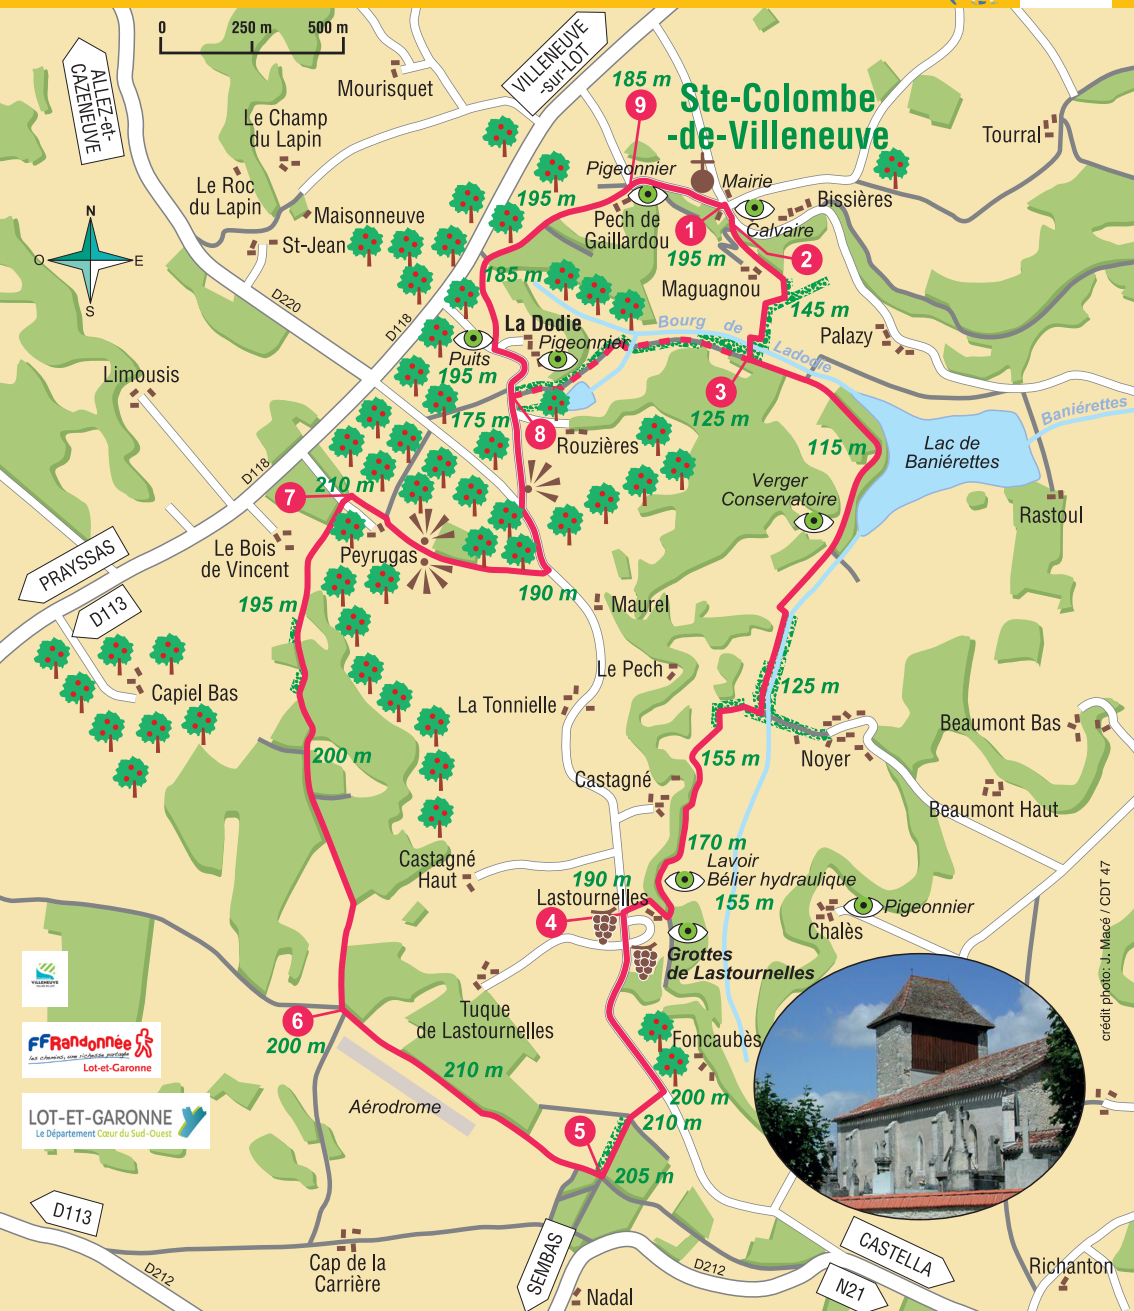 0
250 m
500 m
ALLEZ-et-
CAZENEUVE
VILLENEUVE
-sur-LOT
Mourisquet
185 m
9
Ste-Colombe
-de-Villeneuve
Le Champ
du Lapin
Tourral
Le Roc
du Lapin
Pigeonnier
Mairie
Bissières
N
O
E
S
Maisonneuve
195 m
Pech de
Gaillardou
1
Calvaire
St-Jean
195 m
2
185 m
Maguagnou
D220
D118
145 m
La Dodie
Pigeonnier
Bourg de
Ladodie
Palazy
Puits
195 m
Limousis
3
125 m
Baniérettes
175 m
8
Rouzières
115 m
Lac de
Baniérettes
D118
210 m
7
Verger
Conservatoire
Rastoul
Le Bois
de Vincent
Peyrugas
PRAYSSAS
D113
195 m
190 m
Maurel
Le Pech
Capiel Bas
La Tonnielle
125 m
Beaumont Bas
200 m
155 m
Noyer
Castagné
Beaumont Haut
170 m
Castagné
Haut
Lavoir
Bélier hydraulique
190 m
Lastournelles
155 m
4
Pigeonnier
Chalès
Grottes
de Lastournelles
crédit photo: J. Macé / CDT 47
VILLENEUVE
Tuque
de Lastournelles
6
200 m
FFRandonnée
les chemins, une richesse partagée
Lot-et-Garonne
Foncaubès
210 m
200 m
Aérodrome
LOT-ET-GARONNE
Le Département Cœur du Sud-Ouest
5
210 m
205 m
D113
D212
Cap de la
Carrière
SEMBAS
D212
CASTELLA
N21
Nadal
Richanton